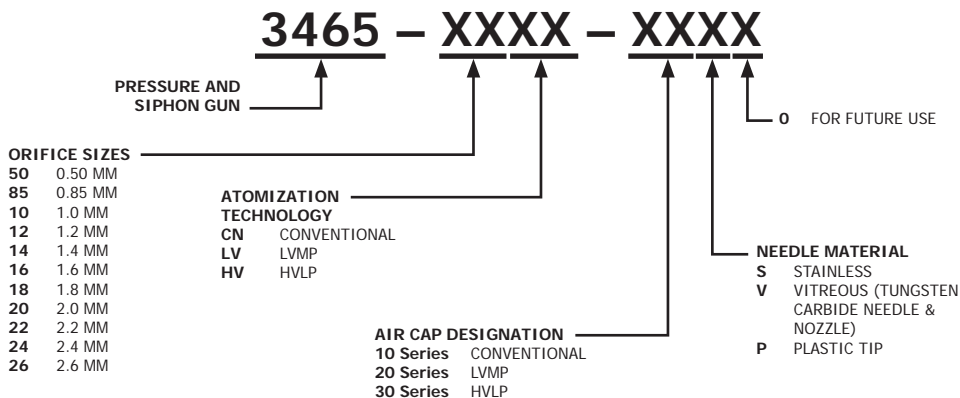 3465 – XXXX – XXXX
PRESSURE AND
SIPHON GUN
0 FOR FUTURE USE
ORIFICE SIZES
50 0.50 MM
85 0.85 MM
10 1.0 MM
12 1.2 MM
14 1.4 MM
16 1.6 MM
18 1.8 MM
20 2.0 MM
22 2.2 MM
24 2.4 MM
26 2.6 MM
ATOMIZATION
TECHNOLOGY
CN CONVENTIONAL
LV LVMP
HV HVLP
NEEDLE MATERIAL
S STAINLESS
V VITREOUS (TUNGSTEN
CARBIDE NEEDLE &
NOZZLE)
P PLASTIC TIP
AIR CAP DESIGNATION
10 Series CONVENTIONAL
20 Series LVMP
30 Series HVLP